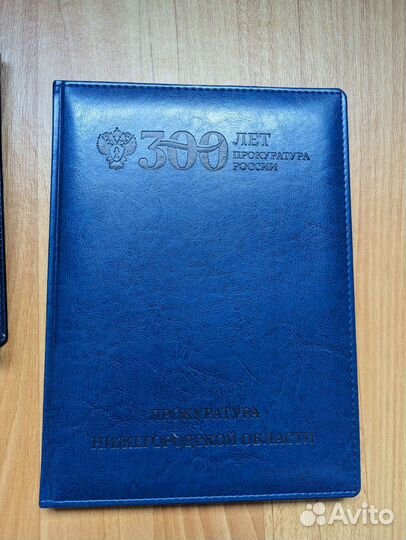 300 ЛЕТ
ПРОКУРАТУРА
РОССИИ
ПРОКУРАТУРА
НИЖЕГОРОДСКОЙ ОБЛАСТИ
Avito